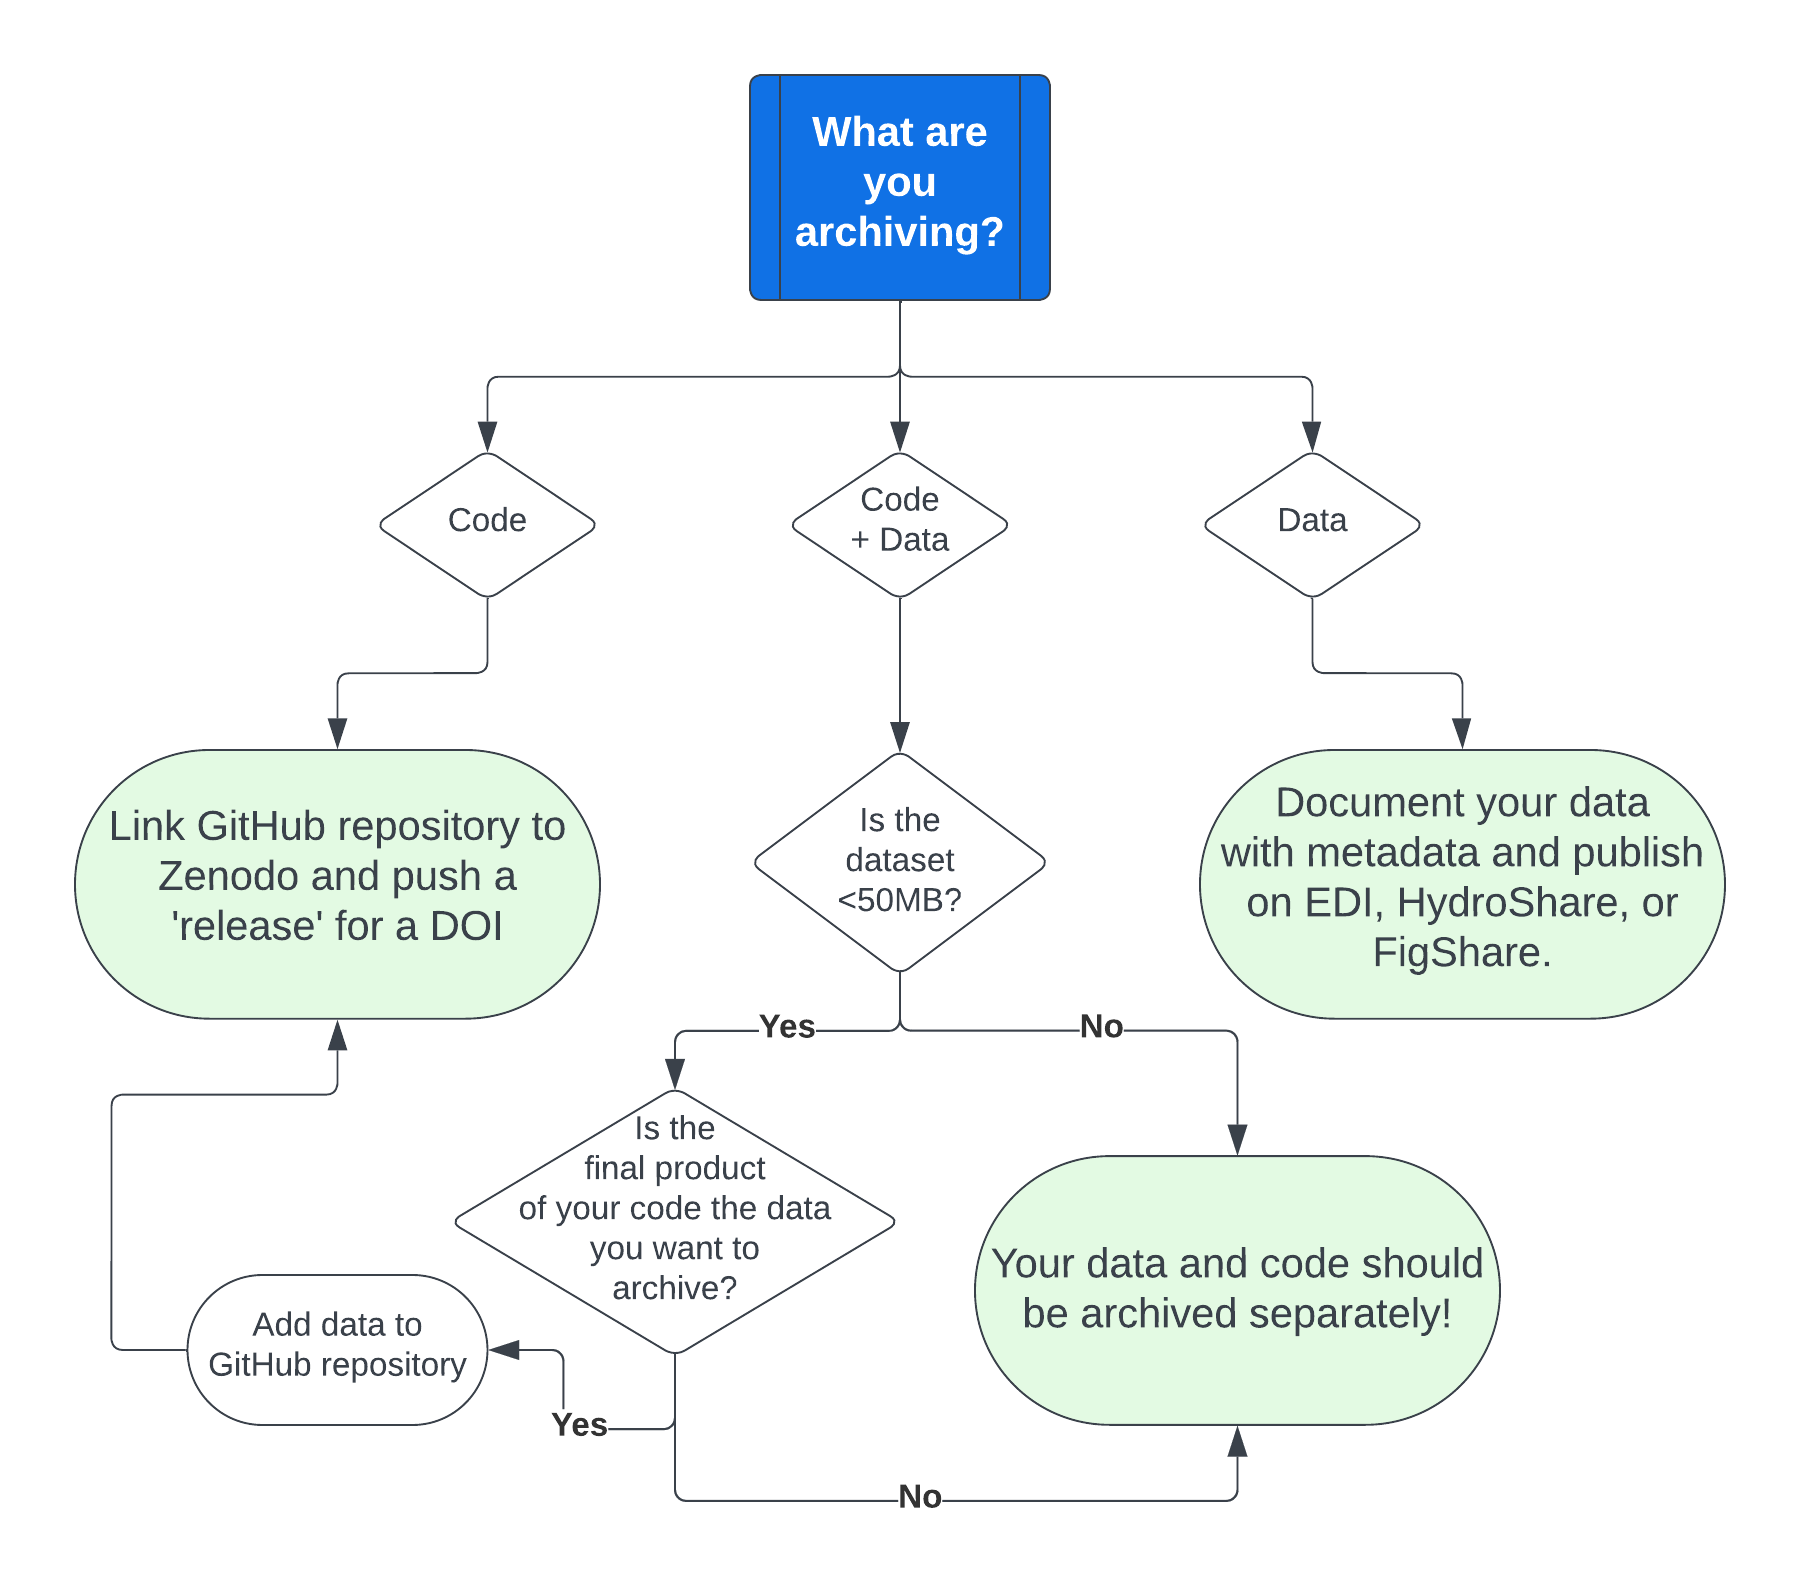 What are
you
archiving?
Code
Code
+ Data
Data
Link GitHub repository to
Zenodo and push a
'release' for a DOI
Is the
dataset
<50MB?
Document your data
with metadata and publish
on EDI, HydroShare, or
FigShare.
Yes
No
Is the
final product
of your code the data
you want to
archive?
Your data and code should
be archived separately!
Add data to
GitHub repository
Yes
No